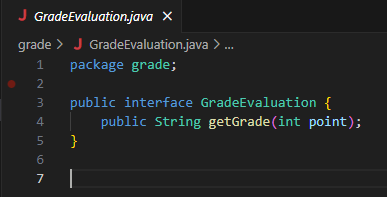 GradeEvaluation.java ×
grade > GradeEvaluation.java > ...
1 package grade;
2
3 public interface GradeEvaluation {
4     public String getGrade(int point);
5 }
6
7